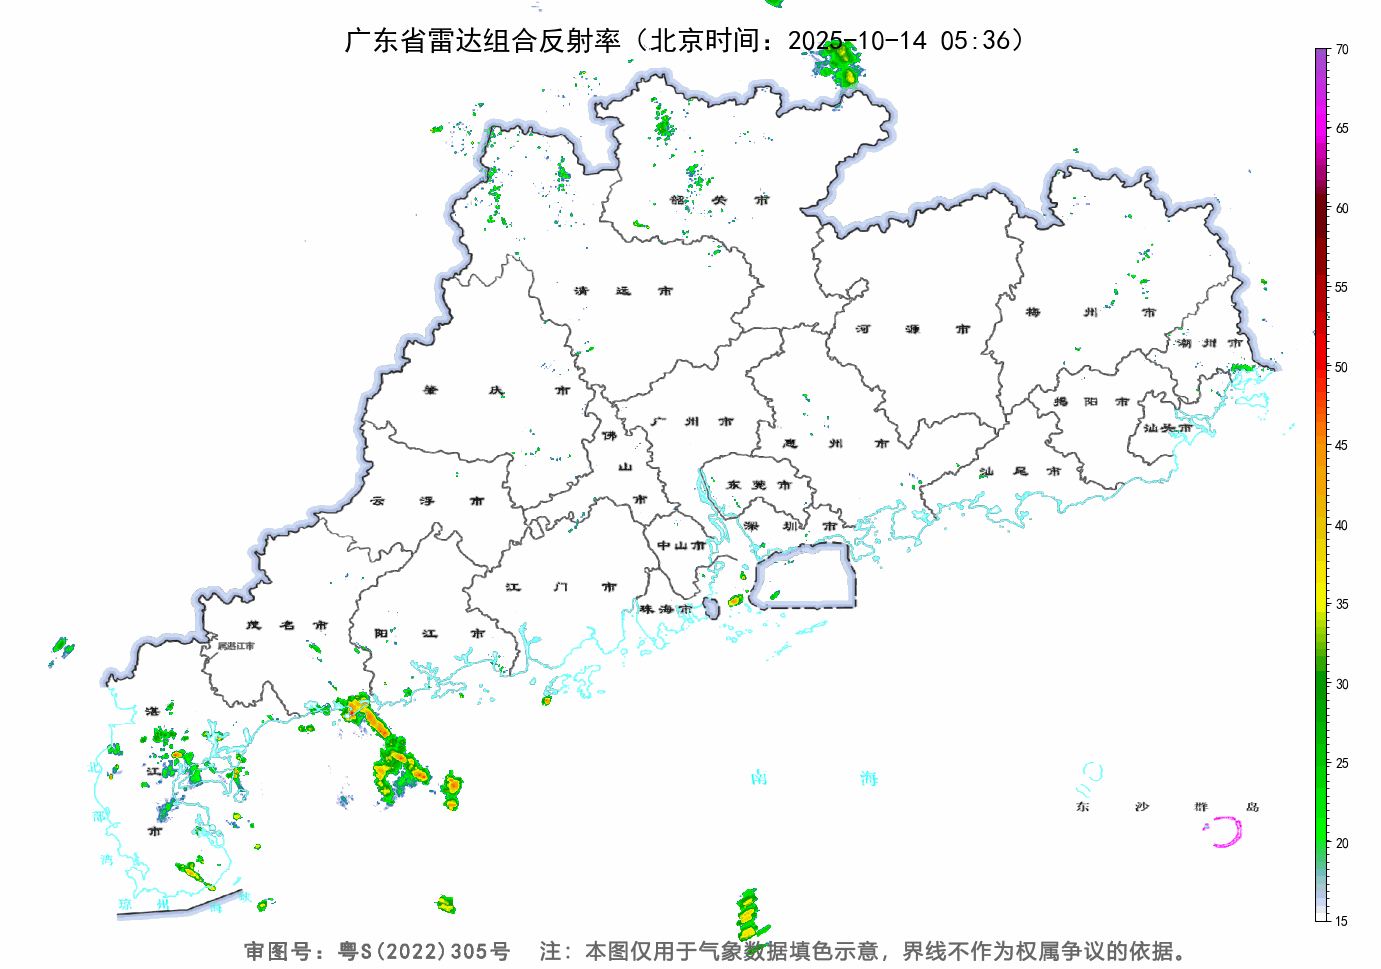 广东省雷达组合反射率（北京时间：2025-10-14 05:36）
70
65
60
55
50
45
40
35
30
25
20
15
韶关市
清远市
河源市
梅州市
潮州市
肇庆市
广州市
揭阳市
汕头市
佛山市
惠州市
汕尾市
云浮市
东莞市
深圳市
中山市
江门市
珠海市
茂名市
阳江市
属湛江市
湛江市
北部湾
南海
东沙群岛
琼州海峡
审图号：粤S(2022)305号 注：本图仅用于气象数据填色示意，界线不作为权属争议的依据。